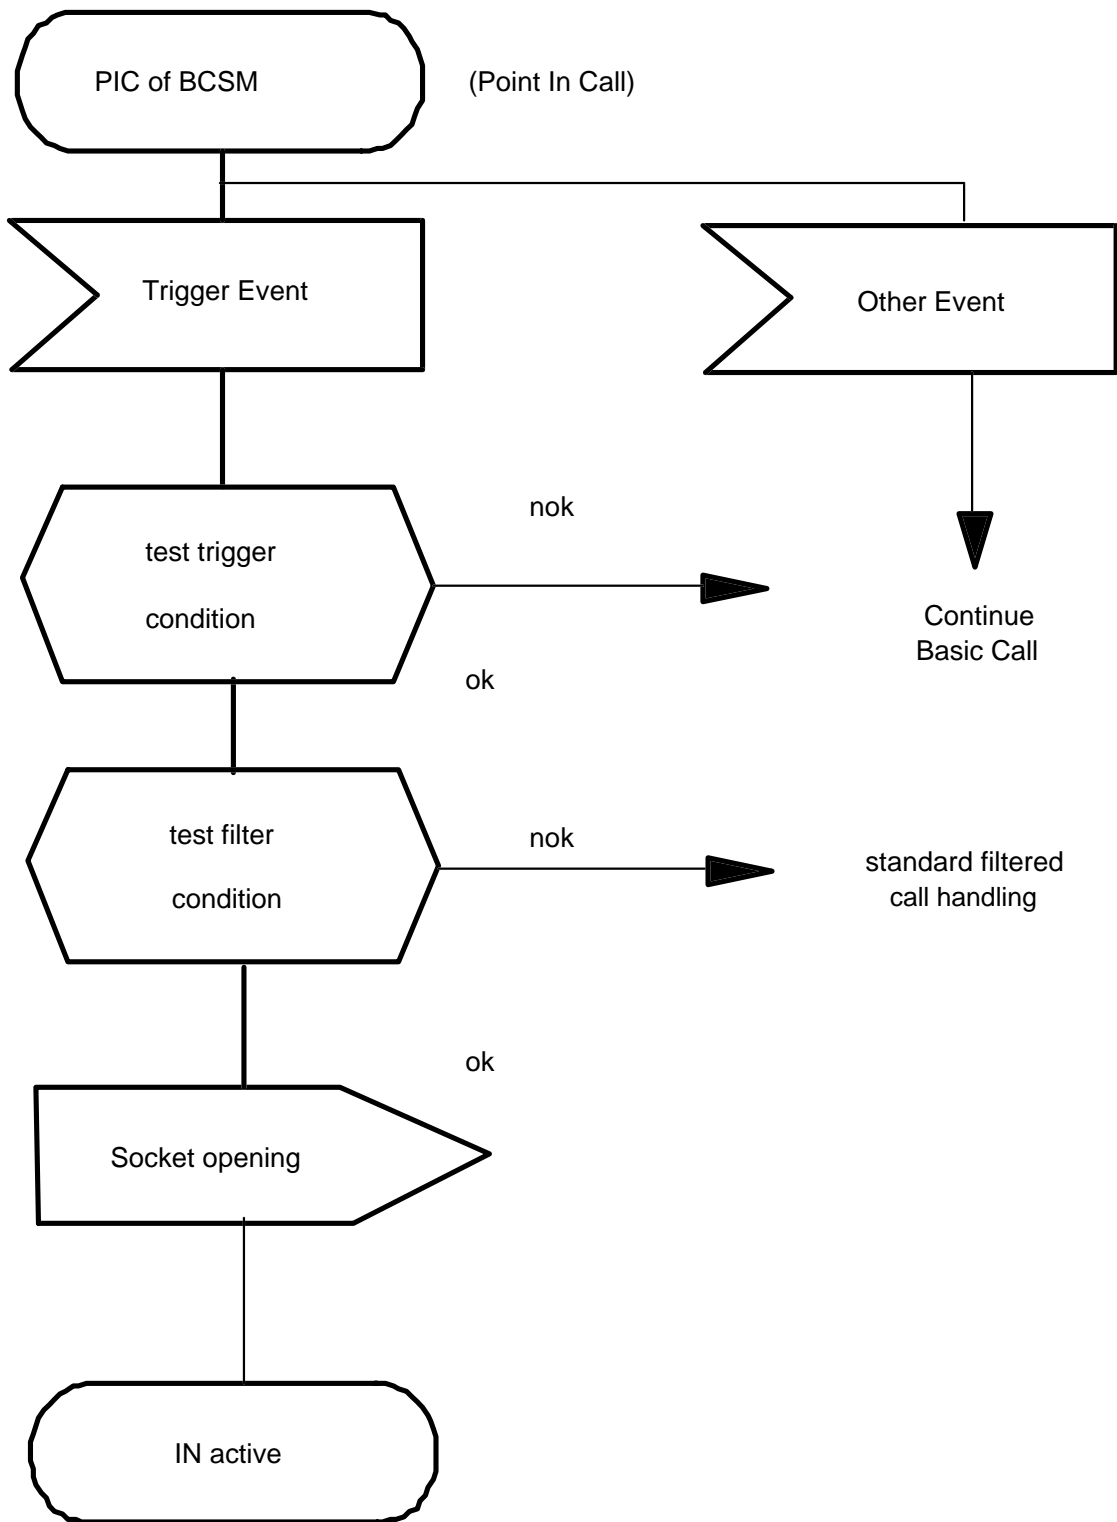 PIC of BCSM
(Point In Call)
Trigger Event
Other Event
nok
test trigger
condition
Continue
Basic Call
ok
test filter
condition
nok
standard filtered
call handling
ok
Socket opening
IN active